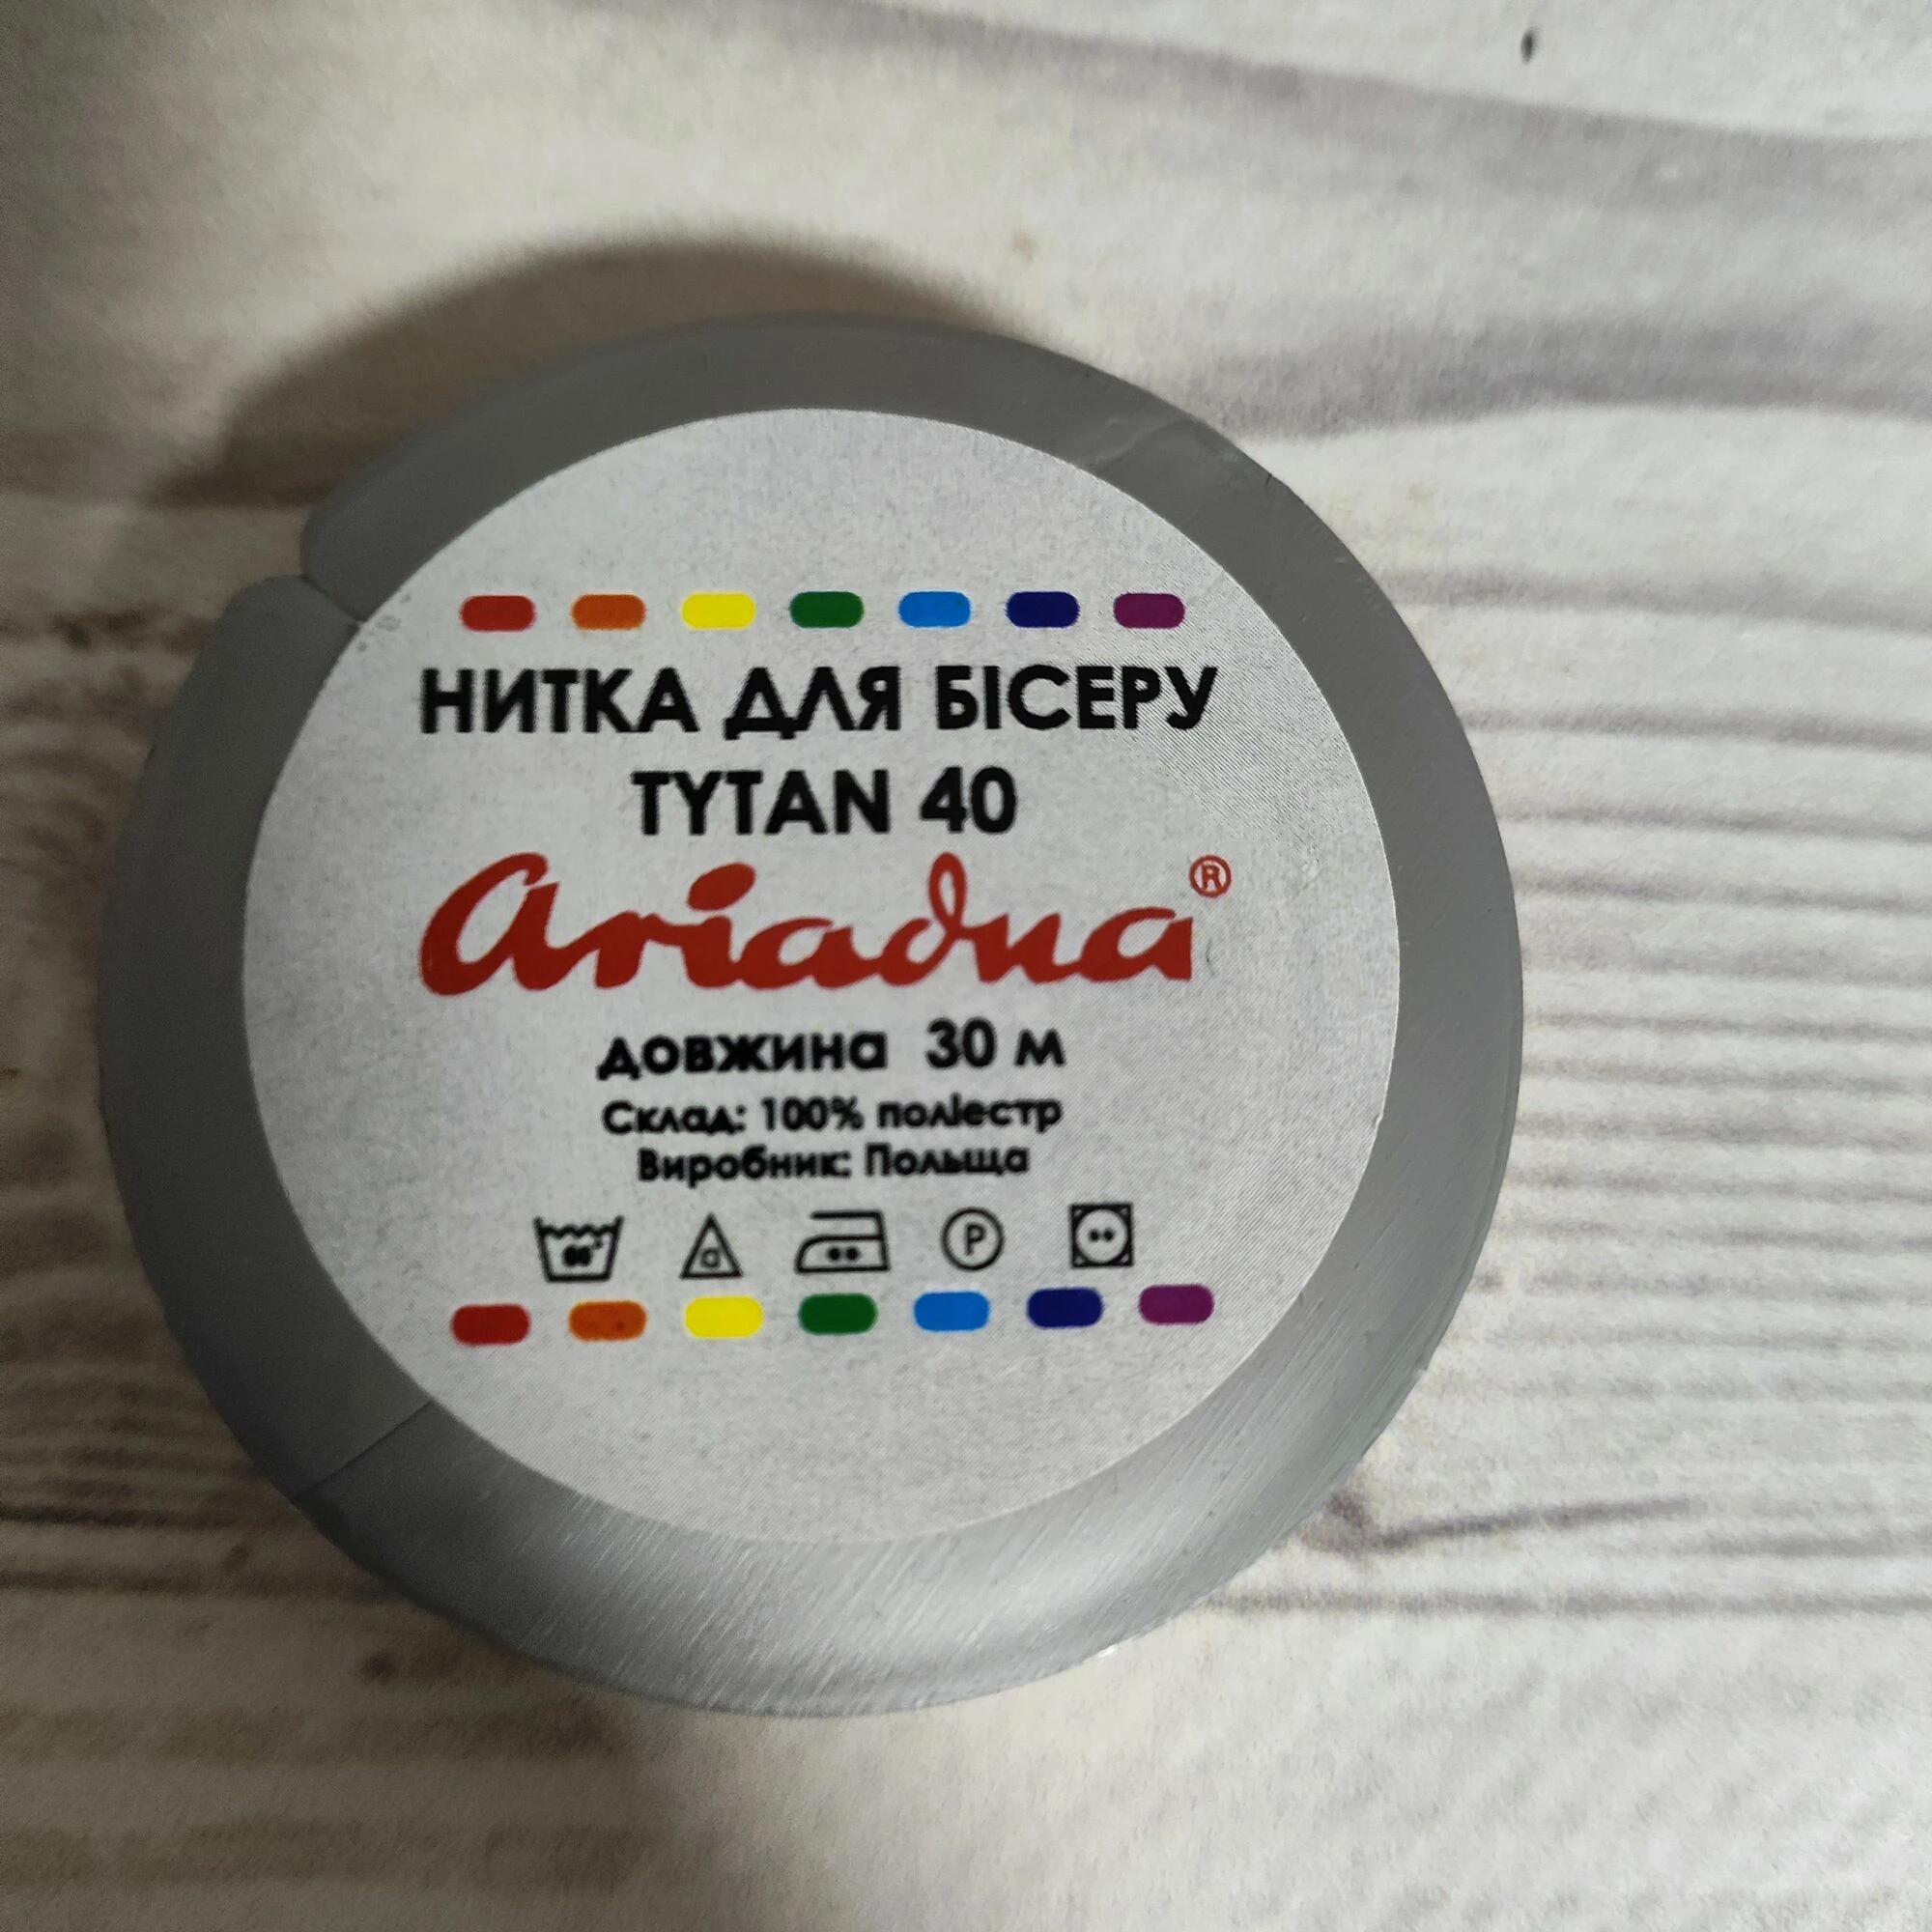 НИТКА ДЛЯ БІСЕРУ
TYTAN 40
Ariadna®
довжина 30 м
Склад: 100% поліестр
Виробник: Польща
a P